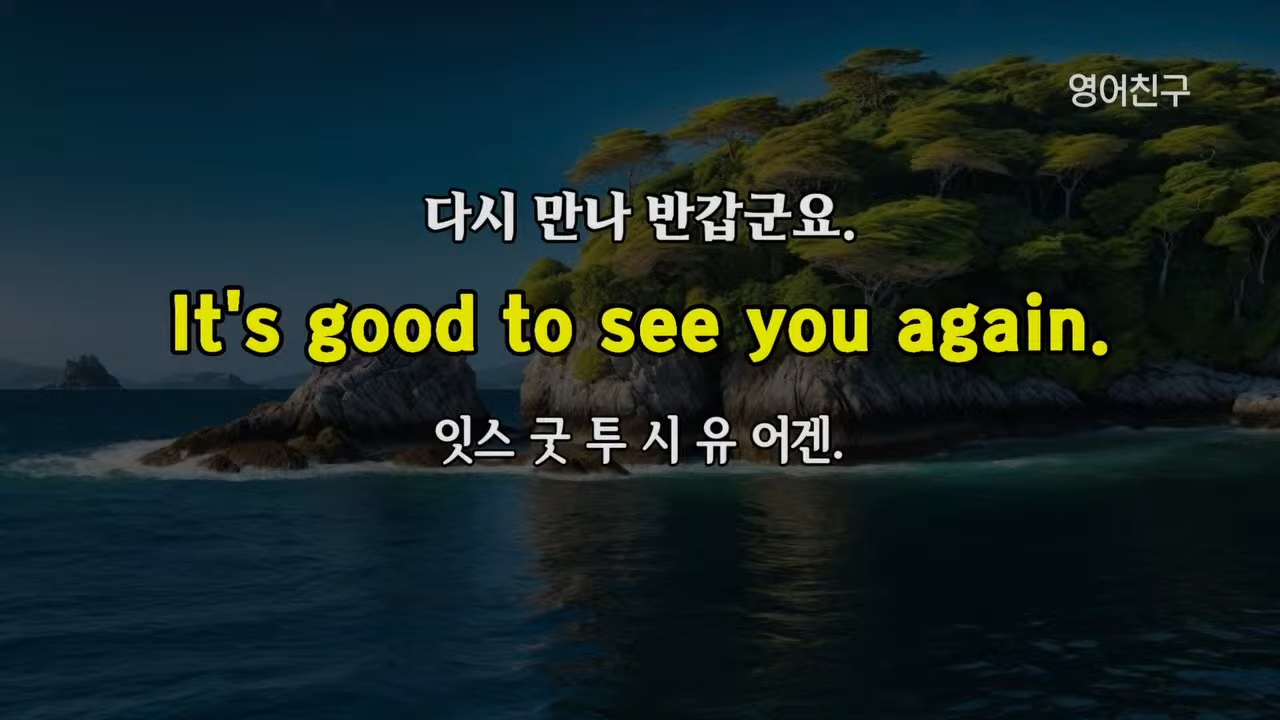 영어친구
다시 만나 반갑군요.
It's good to see you again.
잇스 굿 투 시 유 어겐.